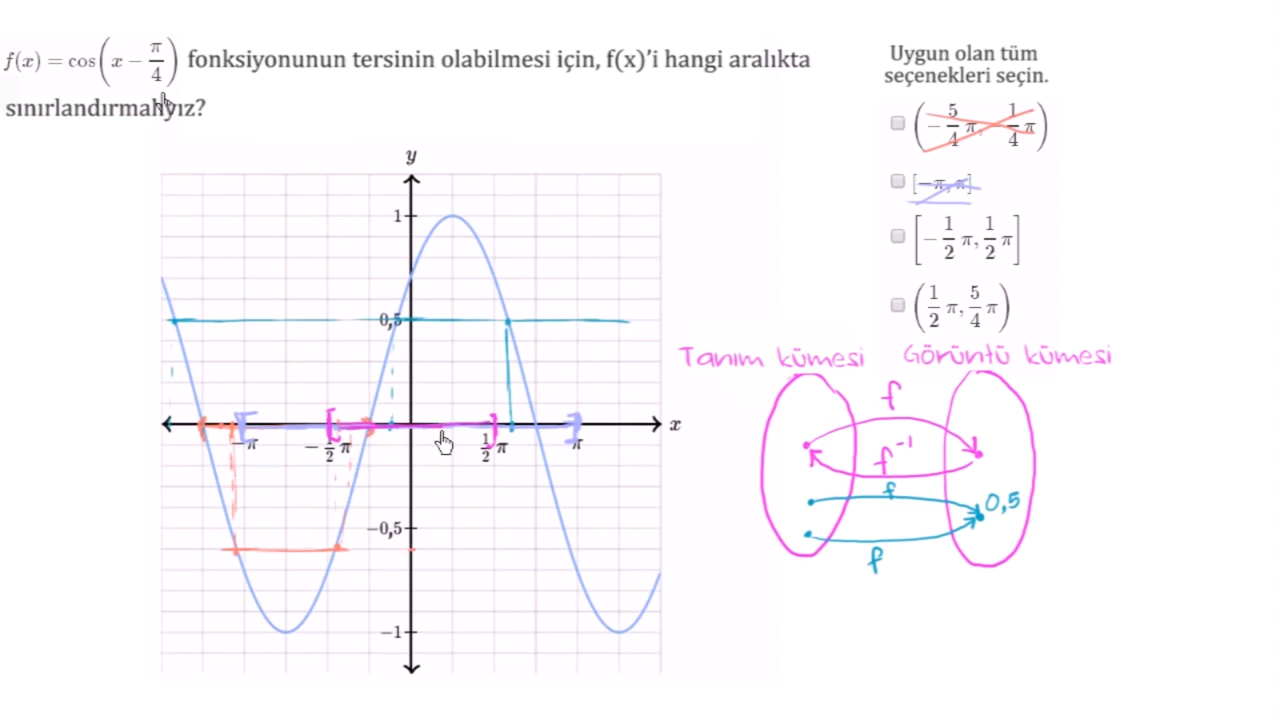 f(x) = cos(x − π/4) fonksiyonunun tersinin olabilmesi için, f(x)'i hangi aralıkta
sınırlandırmalıyız?
Uygun olan tüm
seçenekleri seçin.
(−5/4 π, −1/4 π)
[−π, π]
[−1/2 π, 1/2 π]
(1/2 π, 5/4 π)
y
1
0,5
−π
−1/2 π
1/2 π
π
x
−0,5
−1
Tanım kümesi
Görüntü kümesi
f
f⁻¹
f
0,5
f